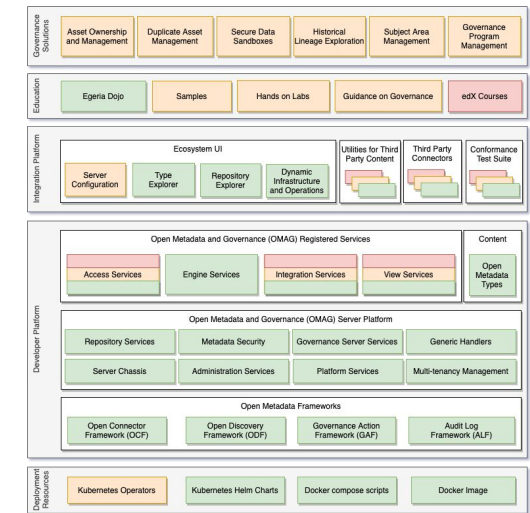 Governance
Solutions
Asset Ownership
and Management
Duplicate Asset
Management
Secure Data
Sandboxes
Historical
Lineage Exploration
Subject Area
Management
Governance
Program
Management
Education
Egeria Dojo
Samples
Hands on Labs
Guidance on Governance
edX Courses
Integration Platform
Ecosystem UI
Server
Configuration
Type
Explorer
Repository
Explorer
Dynamic
Infrastructure
and Operations
Utilities for Third
Party Content
Third Party
Connectors
Conformance
Test Suite
Developer Platform
Open Metadata and Governance (OMAG) Registered Services
Access Services
Engine Services
Integration Services
View Services
Content
Open
Metadata
Types
Open Metadata and Governance (OMAG) Server Platform
Repository Services
Metadata Security
Governance Server Services
Generic Handlers
Server Chassis
Administration Services
Platform Services
Multi-tenancy Management
Open Metadata Frameworks
Open Connector
Framework (OCF)
Open Discovery
Framework (ODF)
Governance Action
Framework (GAF)
Audit Log
Framework (ALF)
Deployment
Resources
Kubernetes Operators
Kubernetes Helm Charts
Docker compose scripts
Docker Image